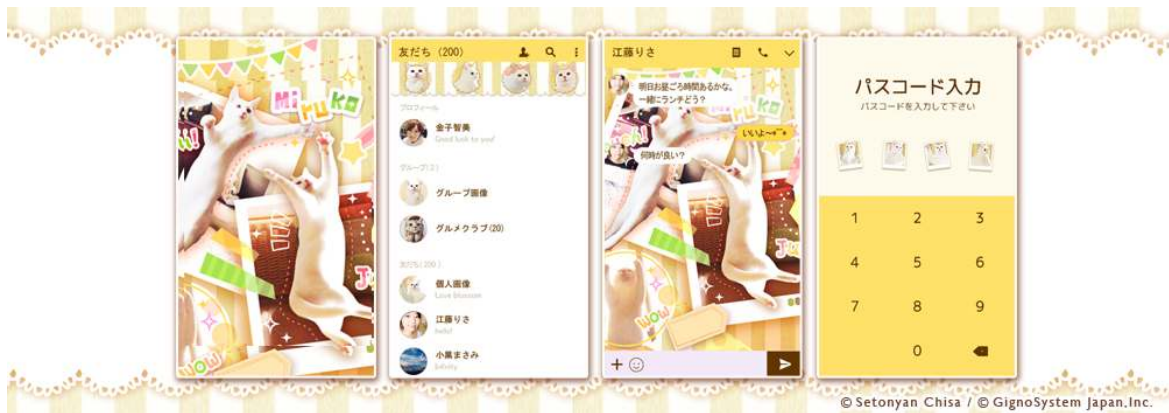 Miruko
WOW
友だち (200)
プロフィール
金子智美
Good luck to you!
グループ(2)
グループ画像
グルメクラブ(20)
友だち(200)
個人画像
Love blossom
江藤りさ
hello!
小凰まさみ
Infinity
江藤りさ
明日お昼ごろ時間あるかな。
一緒にランチどう?
いいよ～
何時が良い?
WOW
パスコード入力
パスコードを入力して下さい
1 2 3
4 5 6
7 8 9
0
© Setonyan Chisa / © GignoSystem Japan,Inc.